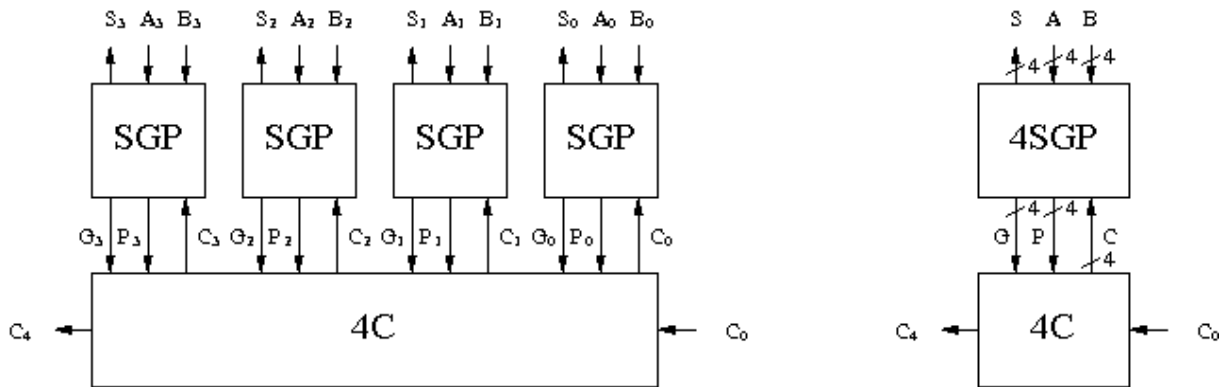 S₃ A₃ B₃ S₂ A₂ B₂ S₁ A₁ B₁ S₀ A₀ B₀ S A B
4 4 4
SGP SGP SGP SGP 4SGP
4 4
G₃ P₃ C₃ G₂ P₂ C₂ G₁ P₁ C₁ G₀ P₀ C₀ G P C
4
C₄ 4C C₀ C₄ 4C C₀